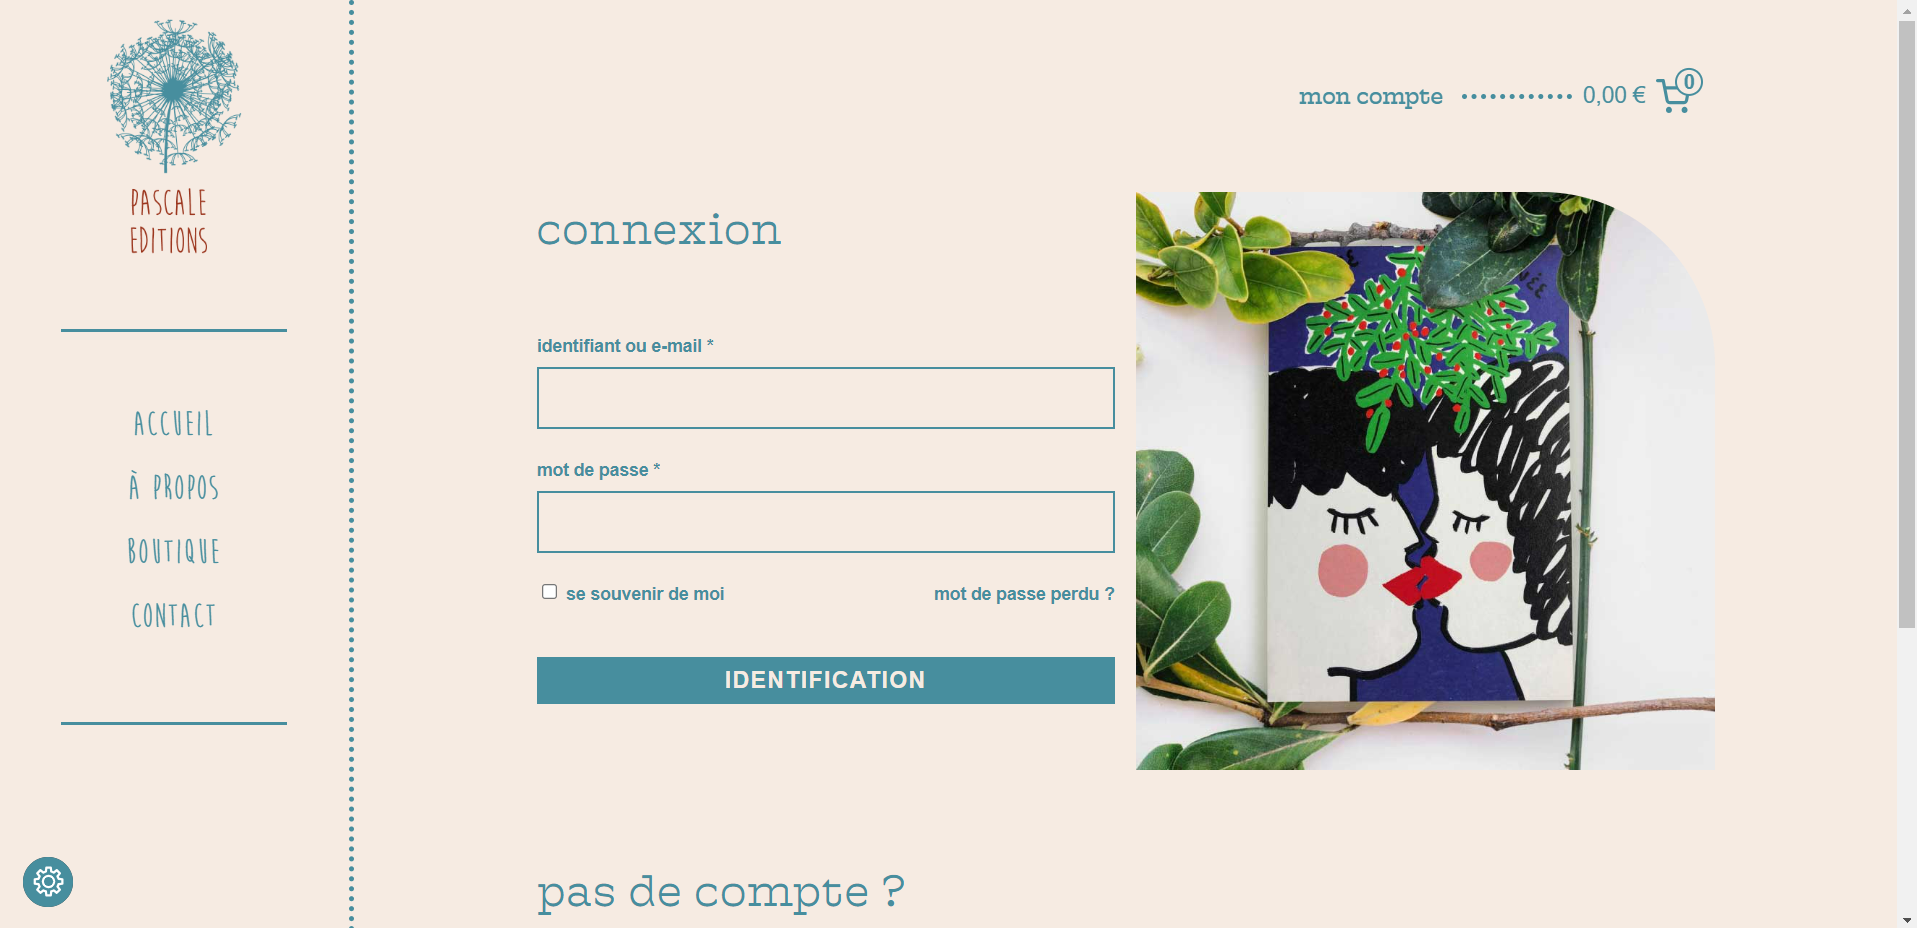 PASCALE
EDITIONS
ACCUEIL
À PROPOS
BOUTIQUE
CONTACT
mon compte
0,00 €
0
connexion
identifiant ou e-mail *
mot de passe *
se souvenir de moi
mot de passe perdu ?
IDENTIFICATION
pas de compte ?